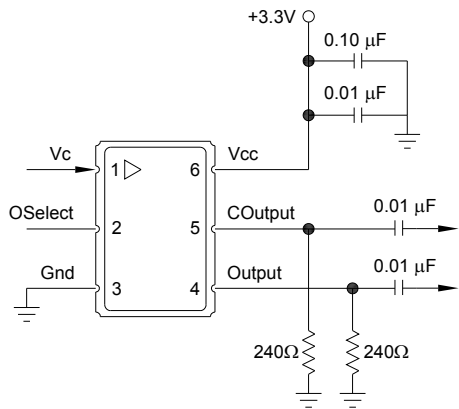 +3.3V
0.10 µF
0.01 µF
Vc
1
6
Vcc
OSelect
2
5
COutput
0.01 µF
Gnd
3
4
Output
0.01 µF
240Ω
240Ω